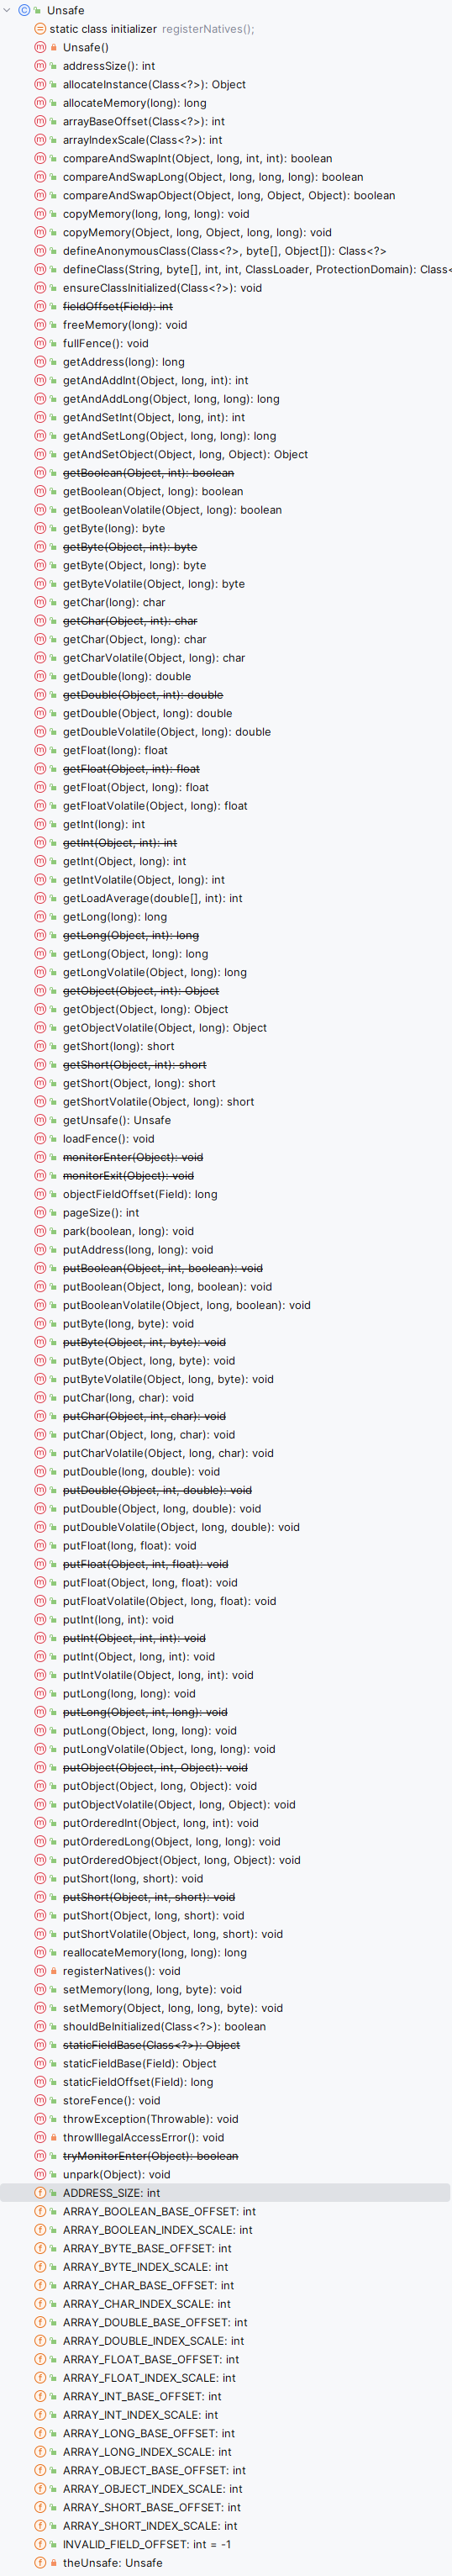 Unsafe
static class initializer registerNatives();
Unsafe()
addressSize(): int
allocateInstance(Class<?>): Object
allocateMemory(long): long
arrayBaseOffset(Class<?>): int
arrayIndexScale(Class<?>): int
compareAndSwapInt(Object, long, int, int): boolean
compareAndSwapLong(Object, long, long, long): boolean
compareAndSwapObject(Object, long, Object, Object): boolean
copyMemory(long, long, long): void
copyMemory(Object, long, Object, long, long): void
defineAnonymousClass(Class<?>, byte[], Object[]): Class<?>
defineClass(String, byte[], int, int, ClassLoader, ProtectionDomain): Class<
ensureClassInitialized(Class<?>): void
fieldOffset(Field): int
freeMemory(long): void
fullFence(): void
getAddress(long): long
getAndAddInt(Object, long, int): int
getAndAddLong(Object, long, long): long
getAndSetInt(Object, long, int): int
getAndSetLong(Object, long, long): long
getAndSetObject(Object, long, Object): Object
getBoolean(Object, int): boolean
getBoolean(Object, long): boolean
getBooleanVolatile(Object, long): boolean
getByte(long): byte
getByte(Object, int): byte
getByte(Object, long): byte
getByteVolatile(Object, long): byte
getChar(long): char
getChar(Object, int): char
getChar(Object, long): char
getCharVolatile(Object, long): char
getDouble(long): double
getDouble(Object, int): double
getDouble(Object, long): double
getDoubleVolatile(Object, long): double
getFloat(long): float
getFloat(Object, int): float
getFloat(Object, long): float
getFloatVolatile(Object, long): float
getInt(long): int
getInt(Object, int): int
getInt(Object, long): int
getIntVolatile(Object, long): int
getLoadAverage(double[], int): int
getLong(long): long
getLong(Object, int): long
getLong(Object, long): long
getLongVolatile(Object, long): long
getObject(Object, int): Object
getObject(Object, long): Object
getObjectVolatile(Object, long): Object
getShort(long): short
getShort(Object, int): short
getShort(Object, long): short
getShortVolatile(Object, long): short
getUnsafe(): Unsafe
loadFence(): void
monitorEnter(Object): void
monitorExit(Object): void
objectFieldOffset(Field): long
pageSize(): int
park(boolean, long): void
putAddress(long, long): void
putBoolean(Object, int, boolean): void
putBoolean(Object, long, boolean): void
putBooleanVolatile(Object, long, boolean): void
putByte(long, byte): void
putByte(Object, int, byte): void
putByte(Object, long, byte): void
putByteVolatile(Object, long, byte): void
putChar(long, char): void
putChar(Object, int, char): void
putChar(Object, long, char): void
putCharVolatile(Object, long, char): void
putDouble(long, double): void
putDouble(Object, int, double): void
putDouble(Object, long, double): void
putDoubleVolatile(Object, long, double): void
putFloat(long, float): void
putFloat(Object, int, float): void
putFloat(Object, long, float): void
putFloatVolatile(Object, long, float): void
putInt(long, int): void
putInt(Object, int, int): void
putInt(Object, long, int): void
putIntVolatile(Object, long, int): void
putLong(long, long): void
putLong(Object, int, long): void
putLong(Object, long, long): void
putLongVolatile(Object, long, long): void
putObject(Object, int, Object): void
putObject(Object, long, Object): void
putObjectVolatile(Object, long, Object): void
putOrderedInt(Object, long, int): void
putOrderedLong(Object, long, long): void
putOrderedObject(Object, long, Object): void
putShort(long, short): void
putShort(Object, int, short): void
putShort(Object, long, short): void
putShortVolatile(Object, long, short): void
reallocateMemory(long, long): long
registerNatives(): void
setMemory(long, long, byte): void
setMemory(Object, long, long, byte): void
shouldBeInitialized(Class<?>): boolean
staticFieldBase(Class<?>): Object
staticFieldBase(Field): Object
staticFieldOffset(Field): long
storeFence(): void
throwException(Throwable): void
throwIllegalAccessError(): void
tryMonitorEnter(Object): boolean
unpark(Object): void
ADDRESS_SIZE: int
ARRAY_BOOLEAN_BASE_OFFSET: int
ARRAY_BOOLEAN_INDEX_SCALE: int
ARRAY_BYTE_BASE_OFFSET: int
ARRAY_BYTE_INDEX_SCALE: int
ARRAY_CHAR_BASE_OFFSET: int
ARRAY_CHAR_INDEX_SCALE: int
ARRAY_DOUBLE_BASE_OFFSET: int
ARRAY_DOUBLE_INDEX_SCALE: int
ARRAY_FLOAT_BASE_OFFSET: int
ARRAY_FLOAT_INDEX_SCALE: int
ARRAY_INT_BASE_OFFSET: int
ARRAY_INT_INDEX_SCALE: int
ARRAY_LONG_BASE_OFFSET: int
ARRAY_LONG_INDEX_SCALE: int
ARRAY_OBJECT_BASE_OFFSET: int
ARRAY_OBJECT_INDEX_SCALE: int
ARRAY_SHORT_BASE_OFFSET: int
ARRAY_SHORT_INDEX_SCALE: int
INVALID_FIELD_OFFSET: int = -1
theUnsafe: Unsafe